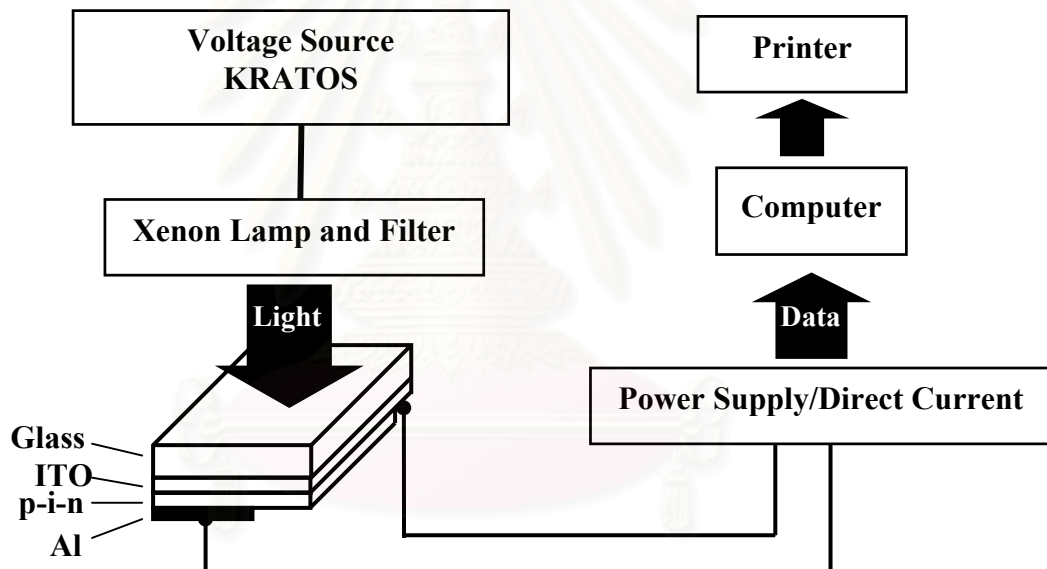 Voltage Source
KRATOS
Printer
Xenon Lamp and Filter
Computer
Light
Data
Power Supply/Direct Current
Glass
ITO
p-i-n
Al